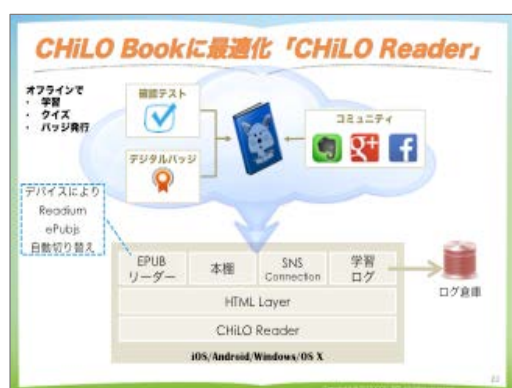 CHiLO Bookに最適化「CHiLO Reader」
オフラインで
・ 学習
・ クイズ
・ バッジ発行
確認テスト
デジタルバッジ
コミュニティ
デバイスにより
Readium
ePubjs
自動切り替え
EPUB
リーダー
本棚
SNS
Connection
学習
ログ
ログ倉庫
HTML Layer
CHiLO Reader
iOS/Android/Windows/OS X